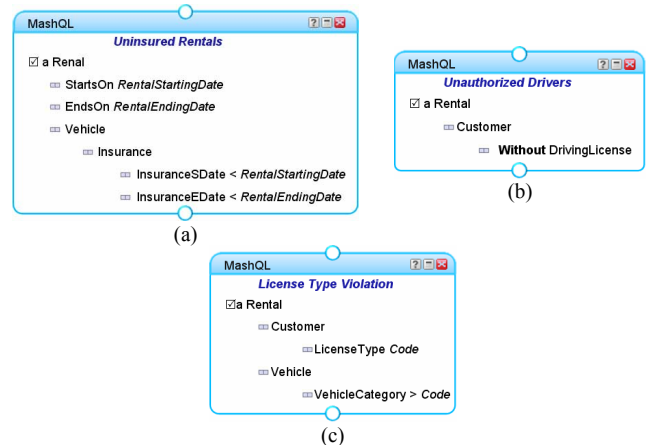 MashQL
Uninsured Rentals
a Renal
StartsOn RentalStartingDate
EndsOn RentalEndingDate
Vehicle
Insurance
InsuranceSDate < RentalStartingDate
InsuranceEDate < RentalEndingDate
(a)
MashQL
Unauthorized Drivers
a Rental
Customer
Without DrivingLicense
(b)
MashQL
License Type Violation
a Rental
Customer
LicenseType Code
Vehicle
VehicleCategory > Code
(c)